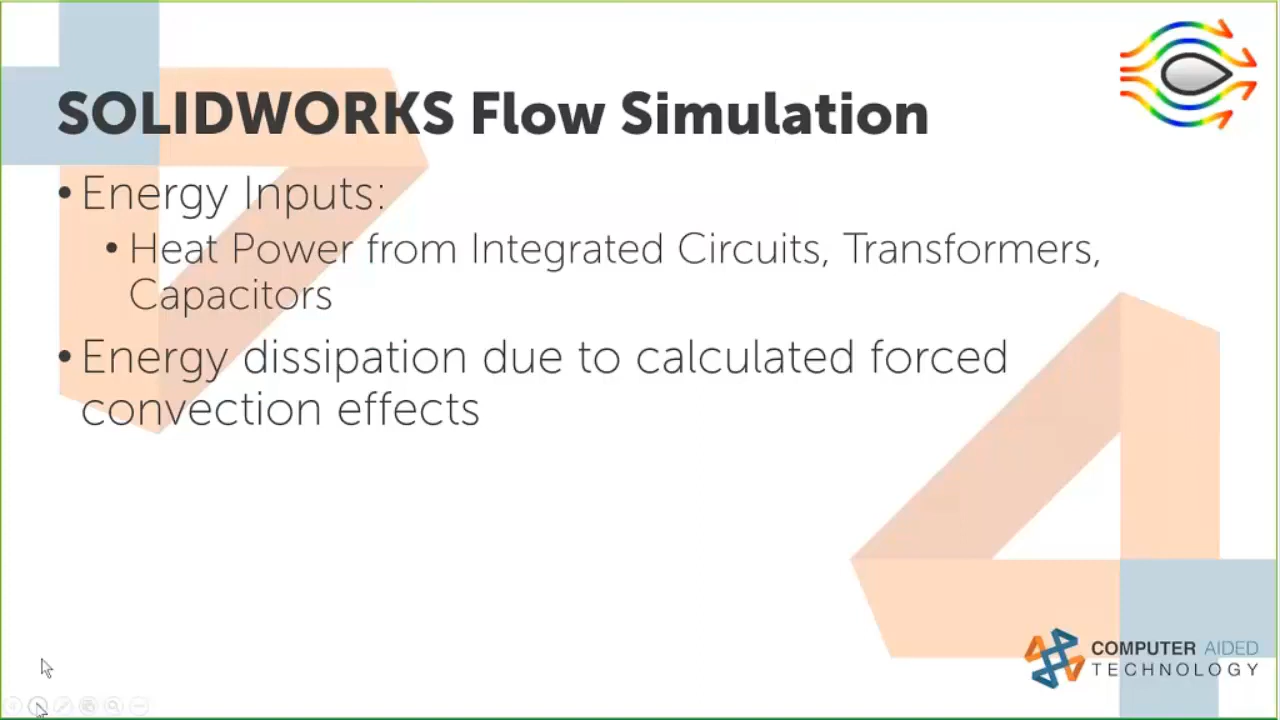 SOLIDWORKS Flow Simulation
• Energy Inputs:
• Heat Power from Integrated Circuits, Transformers,
Capacitors
• Energy dissipation due to calculated forced
convection effects
COMPUTER AIDED
TECHNOLOGY